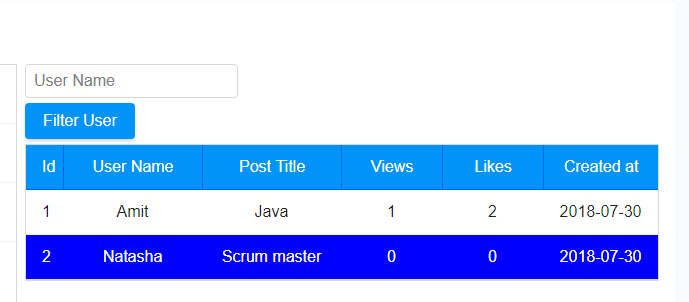 User Name
Filter User
Id User Name Post Title Views Likes Created at
1 Amit Java 1 2 2018-07-30
2 Natasha Scrum master 0 0 2018-07-30